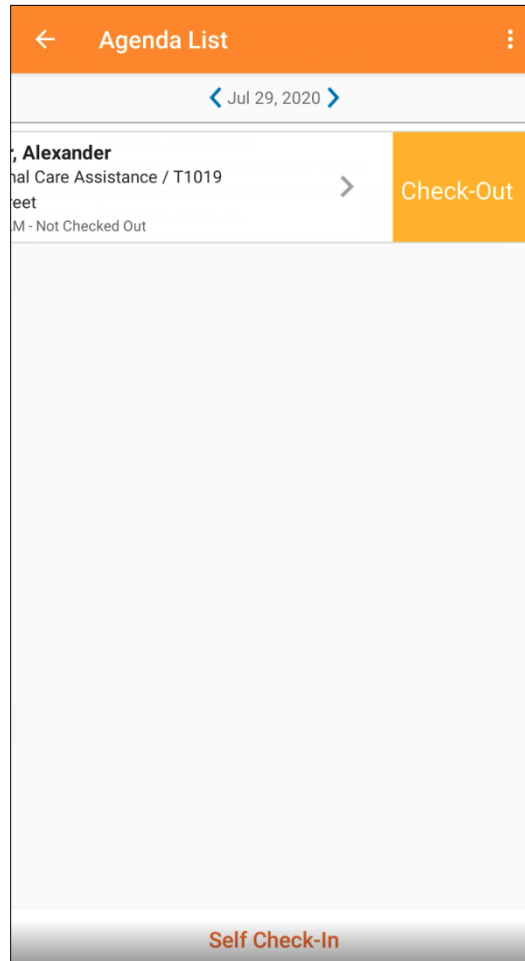 Agenda List
Jul 29, 2020
, Alexander
nal Care Assistance / T1019
reet
M - Not Checked Out
Check-Out
Self Check-In